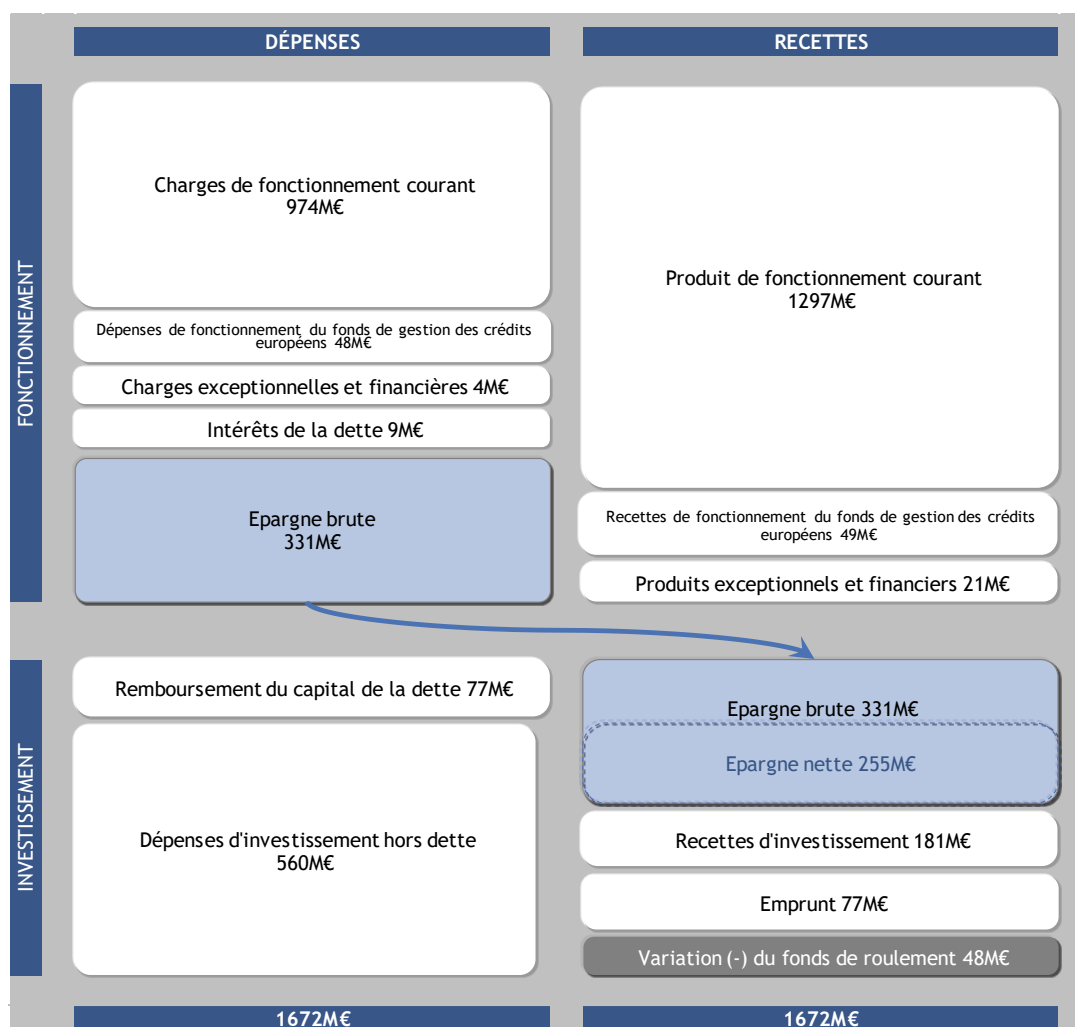 DÉPENSES
RECETTES
FONCTIONNEMENT
Charges de fonctionnement courant
974M€
Dépenses de fonctionnement du fonds de gestion des crédits
européens 48M€
Charges exceptionnelles et financières 4M€
Intérêts de la dette 9M€
Epargne brute
331M€
Produit de fonctionnement courant
1297M€
Recettes de fonctionnement du fonds de gestion des crédits
européens 49M€
Produits exceptionnels et financiers 21M€
INVESTISSEMENT
Remboursement du capital de la dette 77M€
Dépenses d'investissement hors dette
560M€
Epargne brute 331M€
Epargne nette 255M€
Recettes d'investissement 181M€
Emprunt 77M€
Variation (-) du fonds de roulement 48M€
1672M€
1672M€